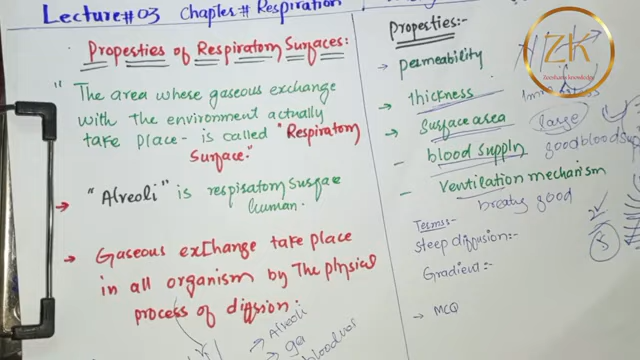 Lecture#03 Chapter# Respiration
Properties of Respiratory Surfaces:
"The area whose gaseous exchange
with the environment actually
take place - is called "Respiratory
Surface."
→ "Alveoli" is respiratory surface
human.
→ Gaseous exchange take place
in all organism by The physical
process of
→ Alveoli
Properties:-
→ permeability
→ thickness
→ Surface area large
- blood supply good blood
- Ventilation mechanism
good
Terms:-
steep diffusion:-
Gradient:-
→ MCQ
ZK